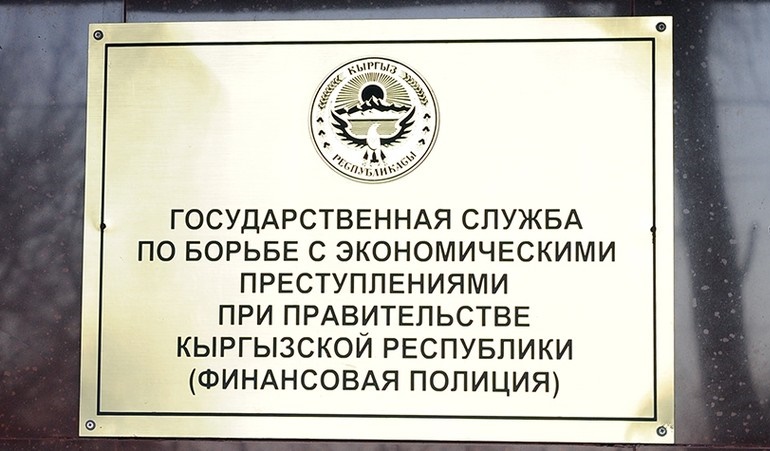 КЫРГЫЗ
РЕСПУБЛИКАСЫ
ГОСУДАРСТВЕННАЯ СЛУЖБА
ПО БОРЬБЕ С ЭКОНОМИЧЕСКИМИ
ПРЕСТУПЛЕНИЯМИ
ПРИ ПРАВИТЕЛЬСТВЕ
КЫРГЫЗСКОЙ РЕСПУБЛИКИ
(ФИНАНСОВАЯ ПОЛИЦИЯ)